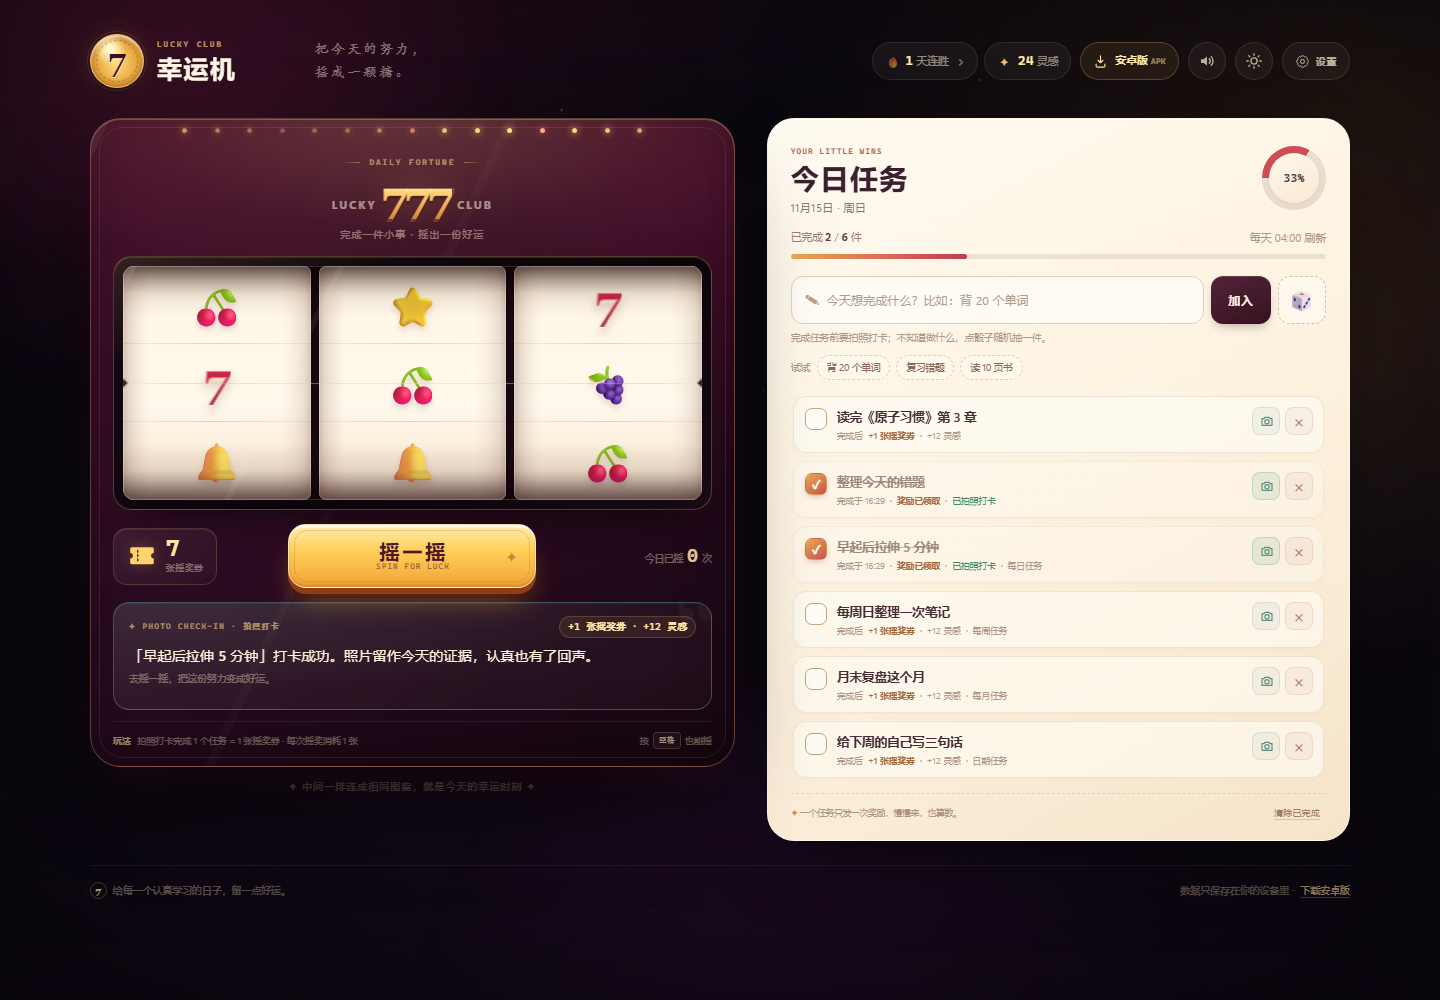 7
LUCKY CLUB
幸运机
把今天的努力，
摇成一颗糖。
1 天连胜 ›
✦ 24 灵感
安卓版 APK
设置
DAILY FORTUNE
LUCKY 777 CLUB
完成一件小事 · 摇出一份好运
7
7
7
张摇奖券
摇一摇 ✦
SPIN FOR LUCK
今日已摇 0 次
✦ PHOTO CHECK-IN · 拍照打卡
+1 张摇奖券 · +12 灵感
「早起后拉伸 5 分钟」打卡成功。照片留作今天的证据，认真也有了回声。
去摇一摇，把这份努力变成好运。
玩法 拍照打卡完成 1 个任务 = 1 张摇奖券 · 每次摇奖消耗 1 张
按 空格 也能摇
✦ 中间一排连成相同图案，就是今天的幸运时刻 ✦
YOUR LITTLE WINS
今日任务
11月15日 · 周日
33%
已完成 2 / 6 件
每天 04:00 刷新
今天想完成什么？比如：背 20 个单词
加入
完成任务前要拍照打卡；不知道做什么，点骰子随机抽一件。
试试 背 20 个单词 复习错题 读 10 页书
读完《原子习惯》第 3 章
完成后 +1 张摇奖券 · +12 灵感
整理今天的错题
完成于 16:29 · 奖励已领取 · 已拍照打卡
早起后拉伸 5 分钟
完成于 16:29 · 奖励已领取 · 已拍照打卡 · 每日任务
每周日整理一次笔记
完成后 +1 张摇奖券 · +12 灵感 · 每周任务
月末复盘这个月
完成后 +1 张摇奖券 · +12 灵感 · 每月任务
给下周的自己写三句话
完成后 +1 张摇奖券 · +12 灵感 · 日期任务
✦ 一个任务只发一次奖励，慢慢来，也算数。
清除已完成
7 给每一个认真学习的日子，留一点好运。
数据只保存在你的设备里 · 下载安卓版